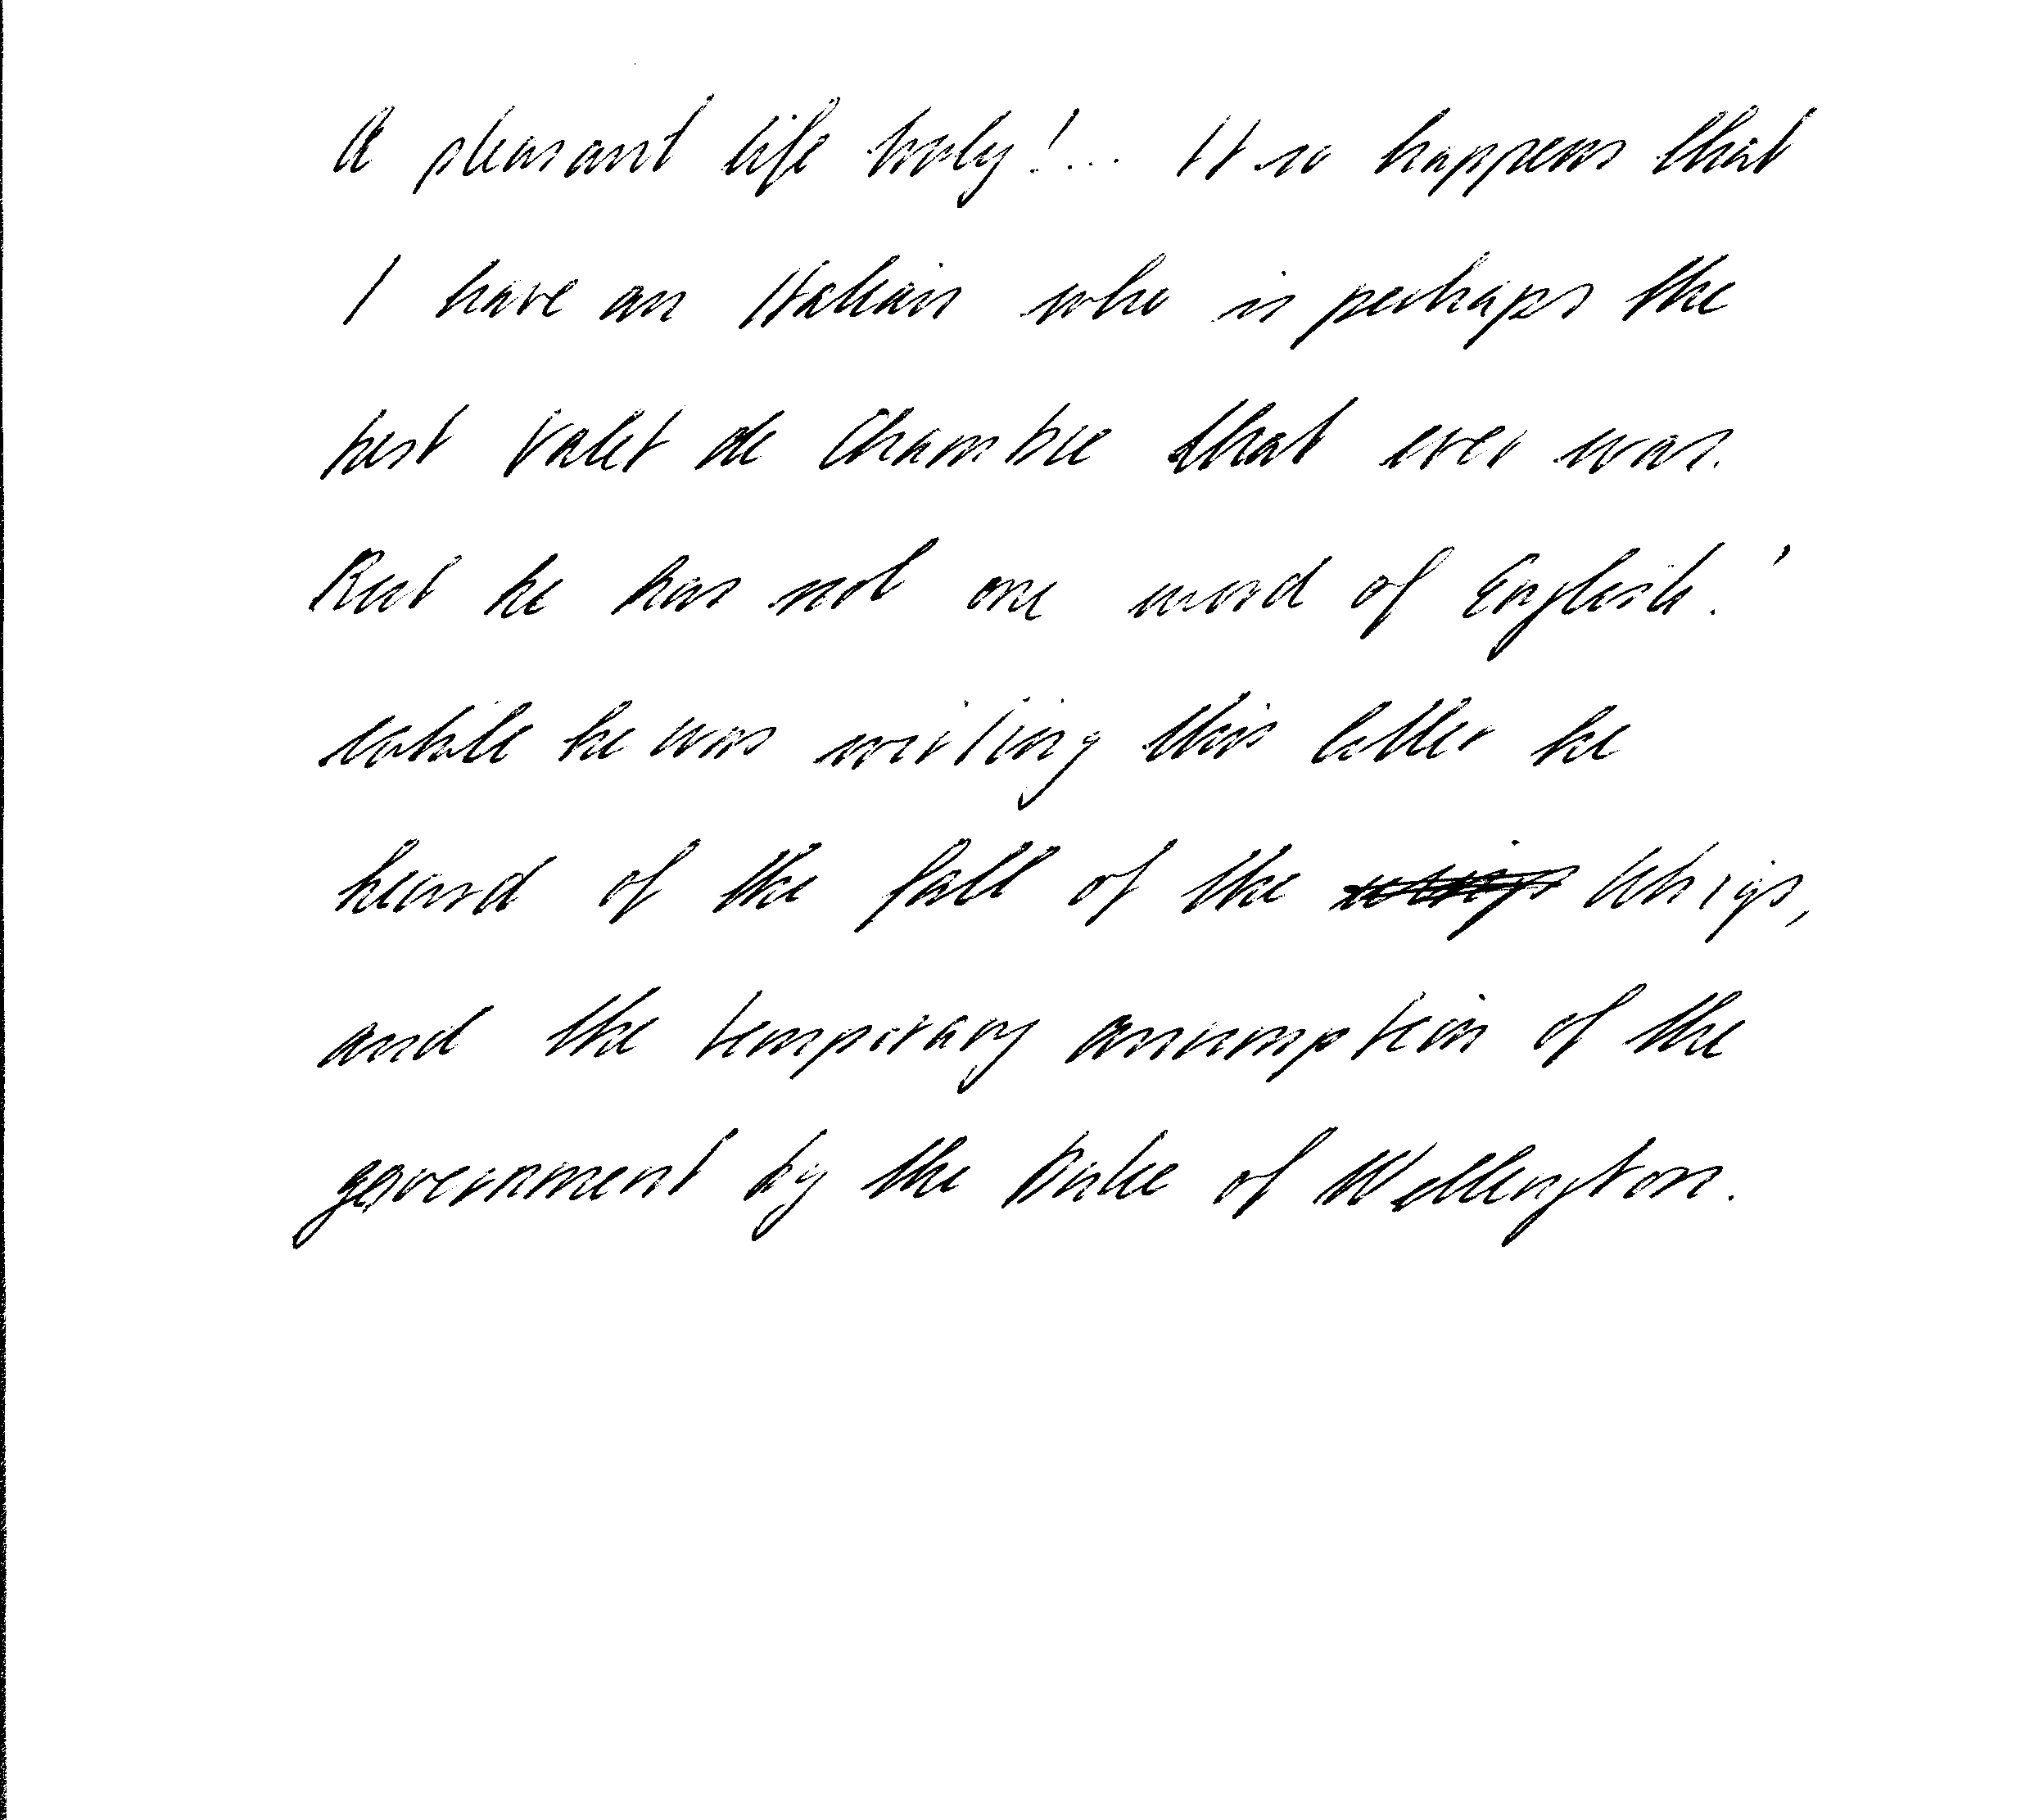 A pleasant life truly!... It so happens that
I have an Italian who is perhaps the
best Valet de Chambre that ever was.
But he has not one word of English.'
while he was writing this letter he
heard of the fall of the Whigs,
and the temporary assumption of the
government by the Duke of Wellington.